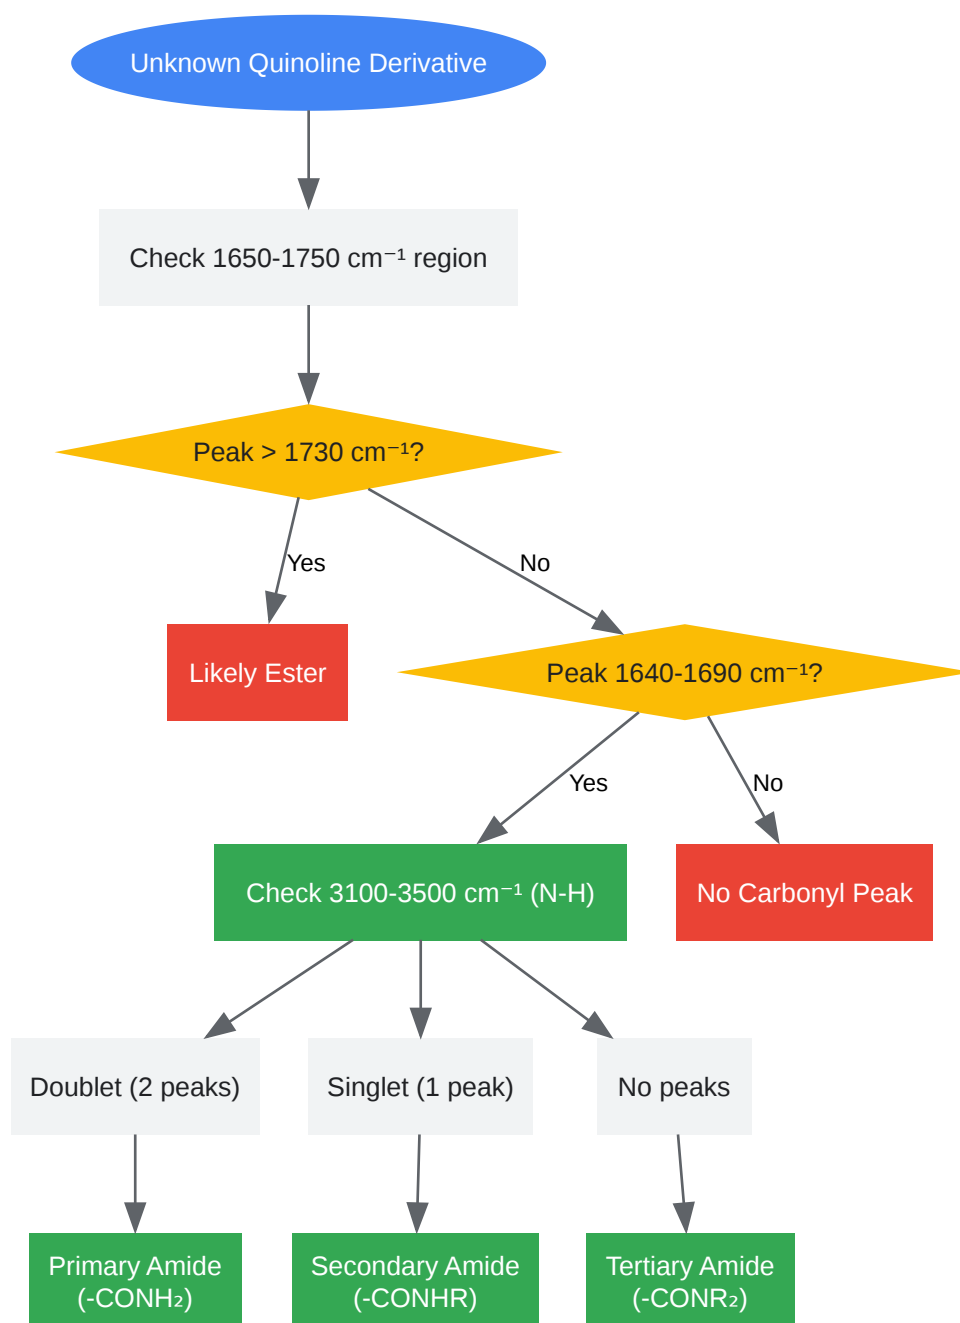 Unknown Quinoline Derivative
Check 1650-1750 cm⁻¹ region
Peak > 1730 cm⁻¹?
Yes
No
Likely Ester
Peak 1640-1690 cm⁻¹?
Yes
No
Check 3100-3500 cm⁻¹ (N-H)
No Carbonyl Peak
Doublet (2 peaks)
Singlet (1 peak)
No peaks
Primary Amide
(-CONH₂)
Secondary Amide
(-CONHR)
Tertiary Amide
(-CONR₂)